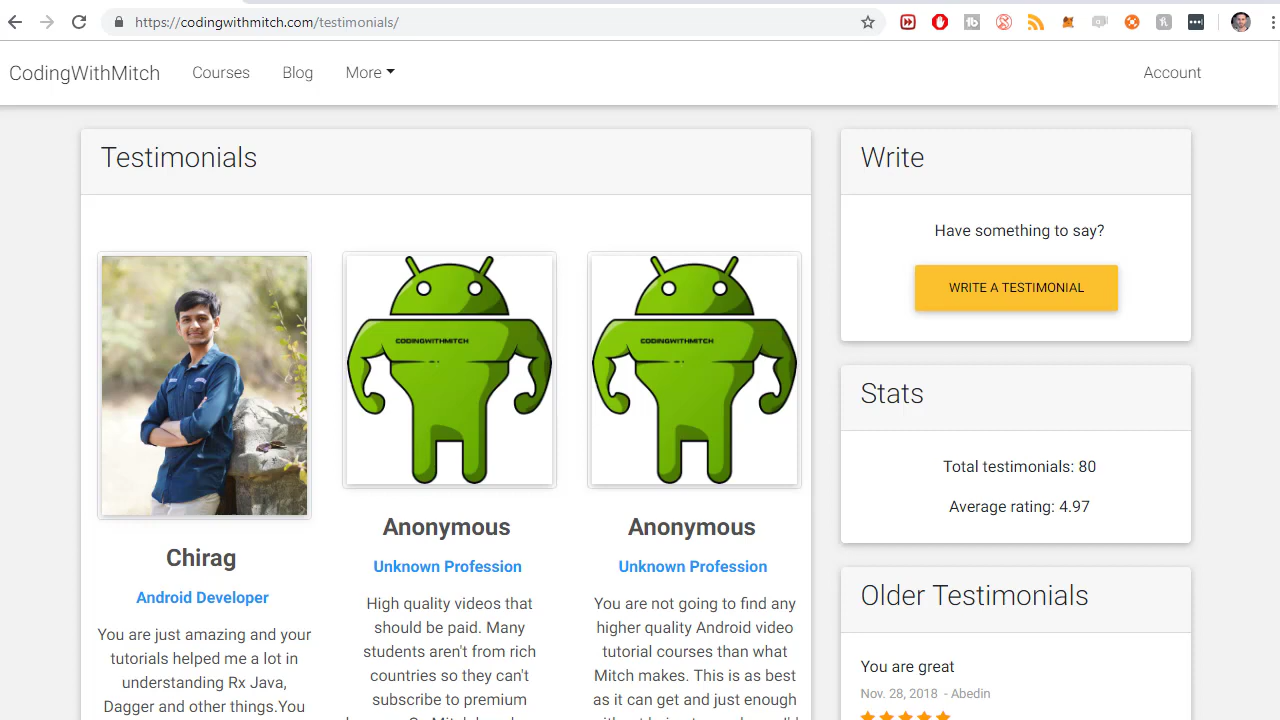 https://codingwithmitch.com/testimonials/
CodingWithMitch
Courses
Blog
More
Account
Testimonials
CODINGWITHMITCH
CODINGWITHMITCH
Chirag
Android Developer
You are just amazing and your
tutorials helped me a lot in
understanding Rx Java,
Dagger and other things.You
Anonymous
Unknown Profession
High quality videos that
should be paid. Many
students aren't from rich
countries so they can't
subscribe to premium
Anonymous
Unknown Profession
You are not going to find any
higher quality Android video
tutorial courses than what
Mitch makes. This is as best
as it can get and just enough
Write
Have something to say?
WRITE A TESTIMONIAL
Stats
Total testimonials: 80
Average rating: 4.97
Older Testimonials
You are great
Nov. 28, 2018 - Abedin